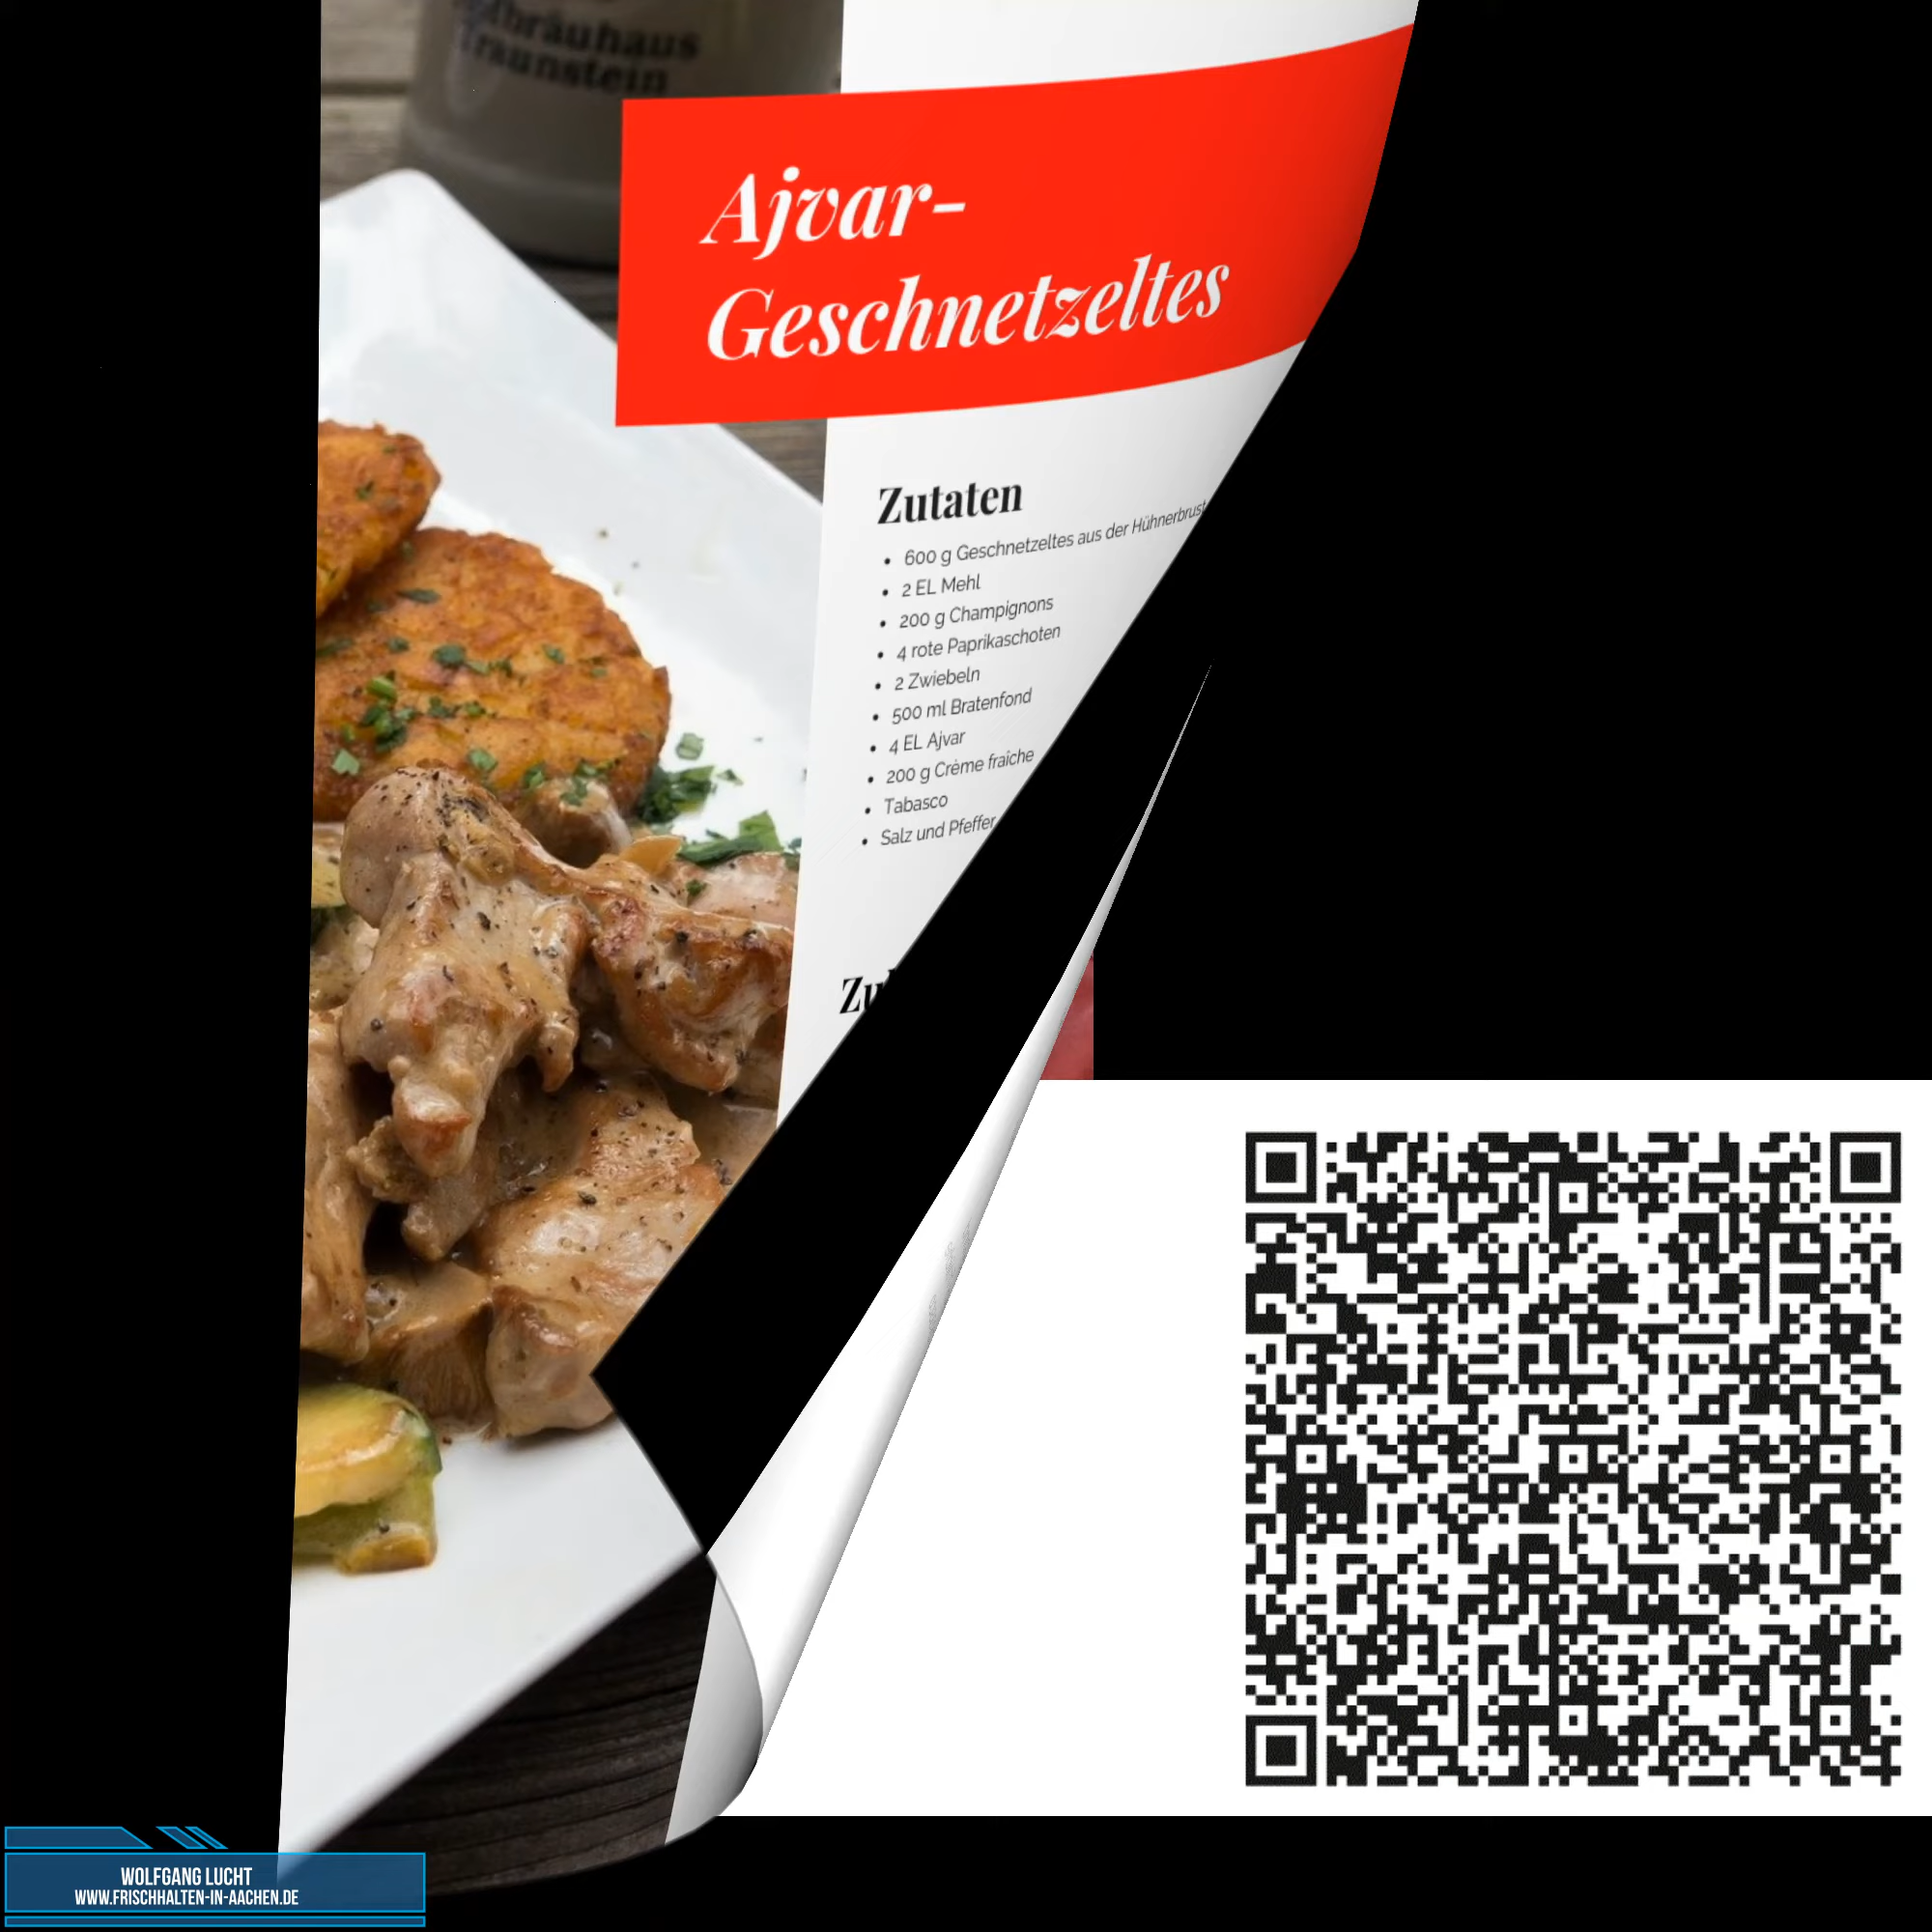 Traunstein
Ajvar-
Geschnetzeltes
Zutaten
• 600 g Geschnetzeltes aus der Hühnerbrust
• 2 EL Mehl
• 200 g Champignons
• 4 rote Paprikaschoten
• 2 Zwiebeln
• 500 ml Bratenfond
• 4 EL Ajvar
• 200 g Crème fraîche
• Tabasco
• Salz und Pfeffer
WOLFGANG LUCHT
WWW.FRISCHHALTEN-IN-AACHEN.DE